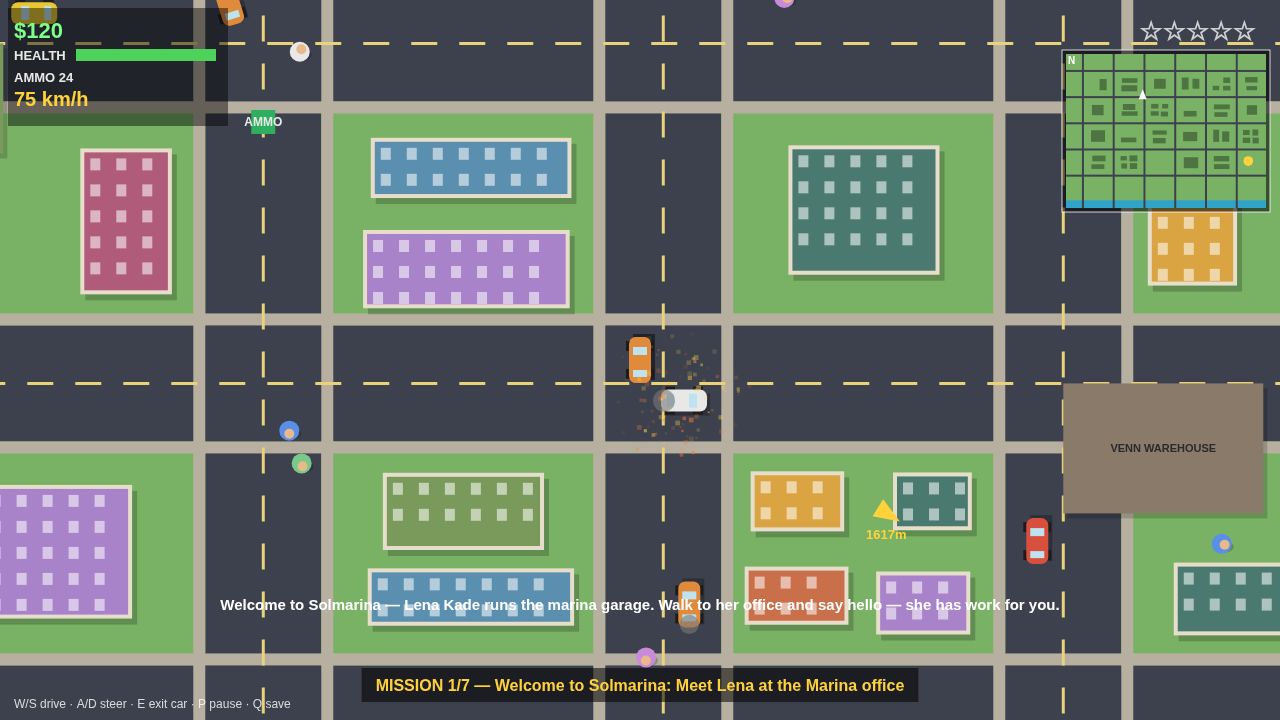 $120
HEALTH
AMMO 24
75 km/h
☆☆☆☆☆
N
AMMO
VENN WAREHOUSE
1617m
Welcome to Solmarina — Lena Kade runs the marina garage. Walk to her office and say hello — she has work for you.
MISSION 1/7 — Welcome to Solmarina: Meet Lena at the Marina office
W/S drive · A/D steer · E exit car · P pause · Q save